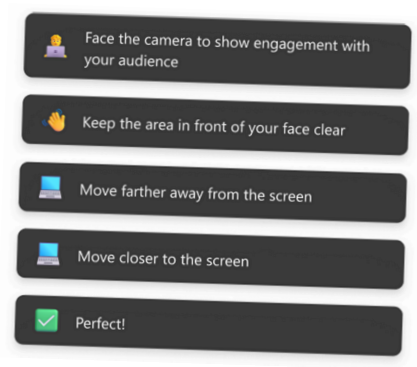 Face the camera to show engagement with
your audience
Keep the area in front of your face clear
Move farther away from the screen
Move closer to the screen
Perfect!